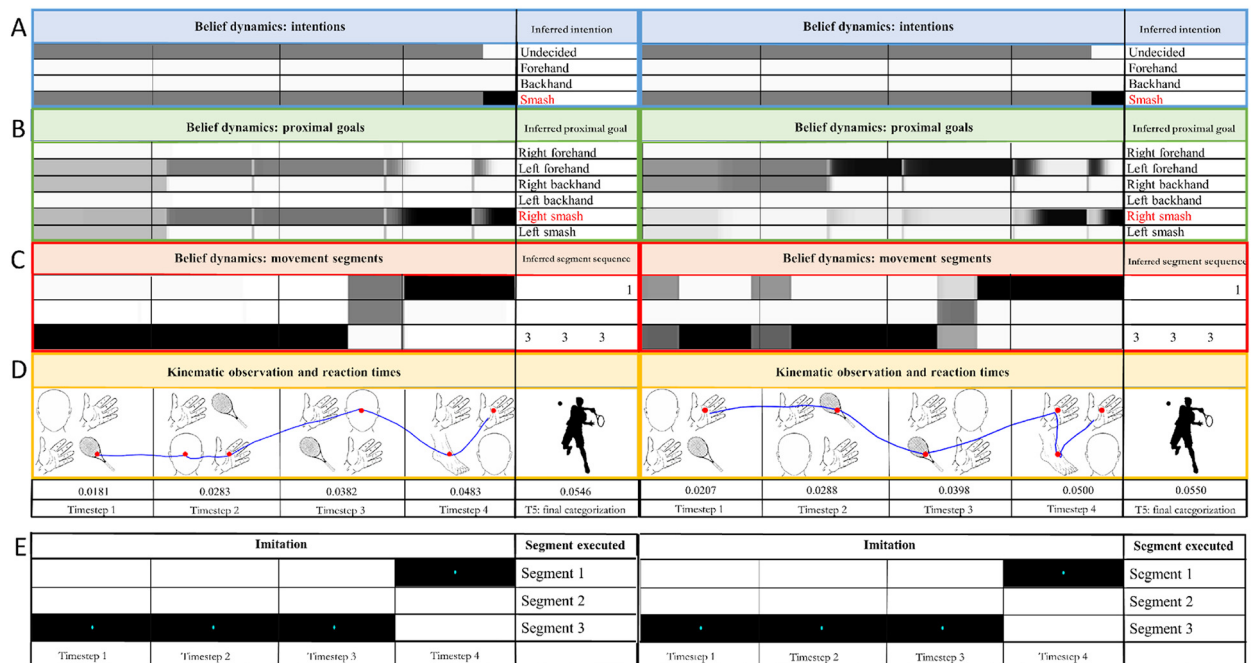 A
Belief dynamics: intentions
Inferred intention
Belief dynamics: intentions
Inferred intention
Undecided
Undecided
Forehand
Forehand
Backhand
Backhand
Smash
Smash
B
Belief dynamics: proximal goals
Inferred proximal goal
Belief dynamics: proximal goals
Inferred proximal goal
Right forehand
Right forehand
Left forehand
Left forehand
Right backhand
Right backhand
Left backhand
Left backhand
Right smash
Right smash
Left smash
Left smash
C
Belief dynamics: movement segments
Inferred segment sequence
Belief dynamics: movement segments
Inferred segment sequence
1
1
3 3 3
3 3 3
D
Kinematic observation and reaction times
Kinematic observation and reaction times
0.0181 0.0283 0.0382 0.0483 0.0546 0.0207 0.0288 0.0398 0.0500 0.0550
Timestep 1 Timestep 2 Timestep 3 Timestep 4 T5: final categorization Timestep 1 Timestep 2 Timestep 3 Timestep 4 T5: final categorization
E
Imitation
Segment executed
Imitation
Segment executed
Segment 1
Segment 1
Segment 2
Segment 2
Segment 3
Segment 3
Timestep 1 Timestep 2 Timestep 3 Timestep 4 Timestep 1 Timestep 2 Timestep 3 Timestep 4